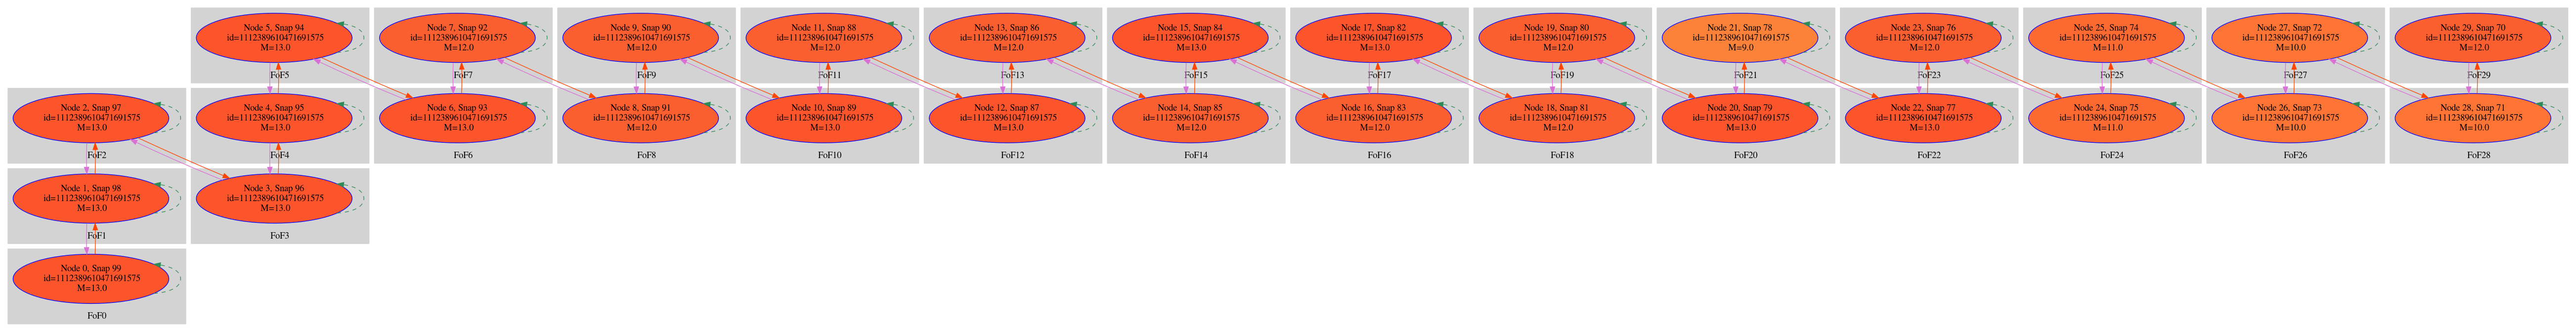 Node 5, Snap 94
id=1112389610471691575
M=13.0
FoF5
Node 7, Snap 92
id=1112389610471691575
M=12.0
FoF7
Node 9, Snap 90
id=1112389610471691575
M=12.0
FoF9
Node 11, Snap 88
id=1112389610471691575
M=12.0
FoF11
Node 13, Snap 86
id=1112389610471691575
M=12.0
FoF13
Node 15, Snap 84
id=1112389610471691575
M=13.0
FoF15
Node 17, Snap 82
id=1112389610471691575
M=13.0
FoF17
Node 19, Snap 80
id=1112389610471691575
M=12.0
FoF19
Node 21, Snap 78
id=1112389610471691575
M=9.0
FoF21
Node 23, Snap 76
id=1112389610471691575
M=12.0
FoF23
Node 25, Snap 74
id=1112389610471691575
M=11.0
FoF25
Node 27, Snap 72
id=1112389610471691575
M=10.0
FoF27
Node 29, Snap 70
id=1112389610471691575
M=12.0
FoF29
Node 2, Snap 97
id=1112389610471691575
M=13.0
FoF2
Node 4, Snap 95
id=1112389610471691575
M=13.0
FoF4
Node 6, Snap 93
id=1112389610471691575
M=13.0
FoF6
Node 8, Snap 91
id=1112389610471691575
M=12.0
FoF8
Node 10, Snap 89
id=1112389610471691575
M=13.0
FoF10
Node 12, Snap 87
id=1112389610471691575
M=13.0
FoF12
Node 14, Snap 85
id=1112389610471691575
M=12.0
FoF14
Node 16, Snap 83
id=1112389610471691575
M=12.0
FoF16
Node 18, Snap 81
id=1112389610471691575
M=12.0
FoF18
Node 20, Snap 79
id=1112389610471691575
M=13.0
FoF20
Node 22, Snap 77
id=1112389610471691575
M=13.0
FoF22
Node 24, Snap 75
id=1112389610471691575
M=11.0
FoF24
Node 26, Snap 73
id=1112389610471691575
M=10.0
FoF26
Node 28, Snap 71
id=1112389610471691575
M=10.0
FoF28
Node 1, Snap 98
id=1112389610471691575
M=13.0
FoF1
Node 3, Snap 96
id=1112389610471691575
M=13.0
FoF3
Node 0, Snap 99
id=1112389610471691575
M=13.0
FoF0